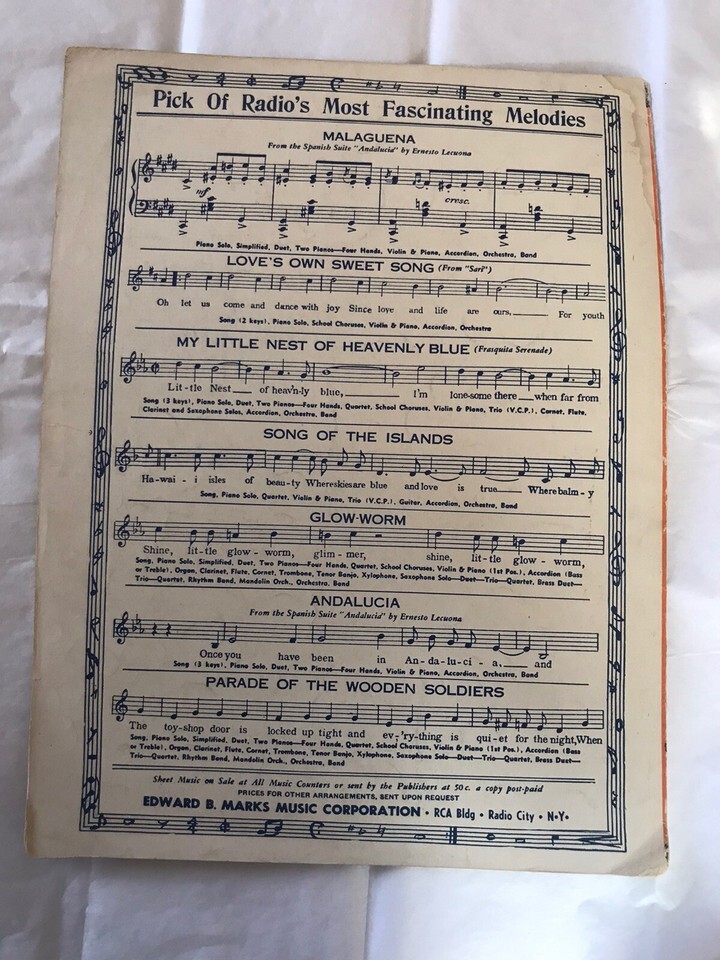 Pick Of Radio's Most Fascinating Melodies
MALAGUENA
From the Spanish Suite "Andalucia" by Ernesto Lecuona
mf
cresc.
Piano Solo, Simplified, Duet, Two Pianos—Four Hands, Violin & Piano, Accordion, Orchestra, Band
LOVE'S OWN SWEET SONG (From "Sari")
Oh let us come and dance with joy Since love and life are ours,____ For youth
Song (2 keys), Piano Solo, School Choruses, Violin & Piano, Accordion, Orchestra
MY LITTLE NEST OF HEAVENLY BLUE (Frasquita Serenade)
Lit-tle Nest___ of heav'n-ly blue,______ I'm lone-some there __when far from
Song (3 keys), Piano Solo, Duet, Two Pianos—Four Hands, Quartet, School Choruses, Violin & Piano, Trio (V.C.P.), Cornet, Flute,
Clarinet and Saxophone Solos, Accordion, Orchestra, Band
SONG OF THE ISLANDS
Ha-wai - i isles of beau-ty Where skies are blue and love is true____ Where balm-y
Song, Piano Solo, Quartet, Violin & Piano, Trio (V.C.P.), Guitar, Accordion, Orchestra, Band
GLOW-WORM
Shine, lit-tle glow - worm, glim - mer, shine, lit-tle glow - worm,
Song, Piano Solo, Simplified, Duet, Two Pianos—Four Hands, Quartet, School Choruses, Violin & Piano (1st Pos.), Accordion (Bass
or Treble), Organ, Clarinet, Flute, Cornet, Trombone, Tenor Banjo, Xylophone, Saxophone Solo—Duet—Trio—Quartet, Brass Duet—
Trio—Quartet, Rhythm Band, Mandolin Orch., Orchestra, Band
ANDALUCIA
From the Spanish Suite "Andalucia" by Ernesto Lecuona
Once you have been in An-da-lu-ci - a,____ and
Song (3 keys), Piano Solo, Duet, Two Pianos—Four Hands, Violin & Piano, Accordion, Orchestra, Band
PARADE OF THE WOODEN SOLDIERS
The toy-shop door is locked up tight and ev-'ry-thing is qui-et for the night, When
Song, Piano Solo, Simplified, Duet, Two Pianos—Four Hands, Quartet, School Choruses, Violin & Piano (1st Pos.), Accordion (Bass
or Treble), Organ, Clarinet, Flute, Cornet, Trombone, Tenor Banjo, Xylophone, Saxophone Solo—Duet—Trio—Quartet, Brass Duet—
Trio—Quartet, Rhythm Band, Mandolin Orch., Orchestra, Band
Sheet Music on Sale at All Music Counters or sent by the Publishers at 50 c. a copy post-paid
PRICES FOR OTHER ARRANGEMENTS, SENT UPON REQUEST
EDWARD B. MARKS MUSIC CORPORATION • RCA Bldg • Radio City • N•Y•